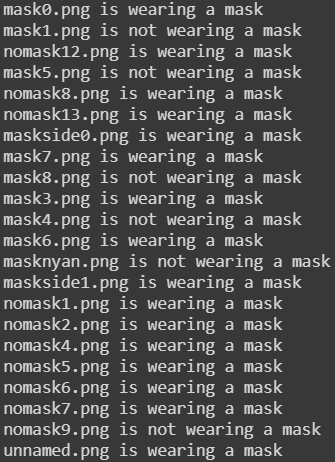 mask0.png is wearing a mask
mask1.png is not wearing a mask
nomask12.png is wearing a mask
mask5.png is not wearing a mask
nomask8.png is wearing a mask
nomask13.png is wearing a mask
maskside0.png is wearing a mask
mask7.png is wearing a mask
mask8.png is not wearing a mask
mask3.png is wearing a mask
mask4.png is not wearing a mask
mask6.png is wearing a mask
masknyan.png is not wearing a mask
maskside1.png is wearing a mask
nomask1.png is wearing a mask
nomask2.png is wearing a mask
nomask4.png is wearing a mask
nomask5.png is wearing a mask
nomask6.png is wearing a mask
nomask7.png is wearing a mask
nomask9.png is not wearing a mask
unnamed.png is wearing a mask